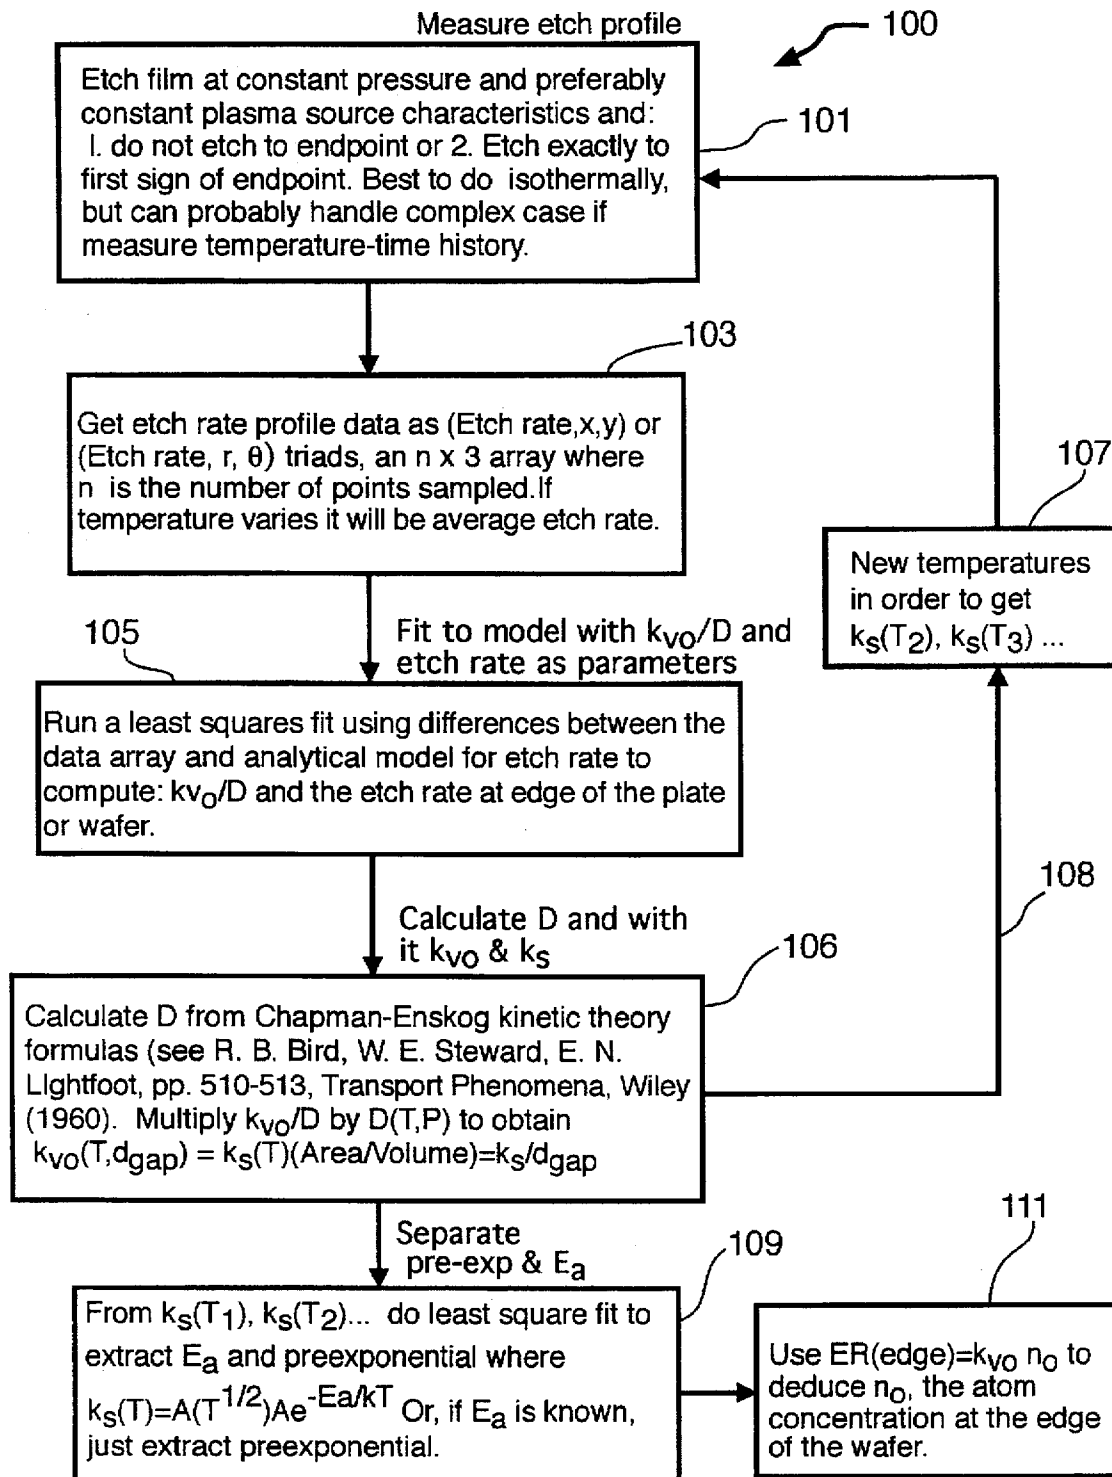 Measure etch profile
100
Etch film at constant pressure and preferably
constant plasma source characteristics and:
I. do not etch to endpoint or 2. Etch exactly to
first sign of endpoint. Best to do isothermally,
but can probably handle complex case if
measure temperature-time history.
101
103
Get etch rate profile data as (Etch rate,x,y) or
(Etch rate, r, θ) triads, an n x 3 array where
n is the number of points sampled.If
temperature varies it will be average etch rate.
107
New temperatures
in order to get
kₛ(T₂), kₛ(T₃) ...
105
Fit to model with kᵥₒ/D and
etch rate as parameters
Run a least squares fit using differences between the
data array and analytical model for etch rate to
compute: kvₒ/D and the etch rate at edge of the plate
or wafer.
108
Calculate D and with
it kᵥₒ & kₛ
106
Calculate D from Chapman-Enskog kinetic theory
formulas (see R. B. Bird, W. E. Steward, E. N.
LIghtfoot, pp. 510-513, Transport Phenomena, Wiley
(1960). Multiply kᵥₒ/D by D(T,P) to obtain
kᵥₒ(T,d_gap) = kₛ(T)(Area/Volume)=kₛ/d_gap
Separate
pre-exp & Eₐ
109
From kₛ(T₁), kₛ(T₂)... do least square fit to
extract Eₐ and preexponential where
kₛ(T)=A(T^1/2)Ae^-Ea/kT Or, if Eₐ is known,
just extract preexponential.
111
Use ER(edge)=kᵥₒ nₒ to
deduce nₒ, the atom
concentration at the edge
of the wafer.